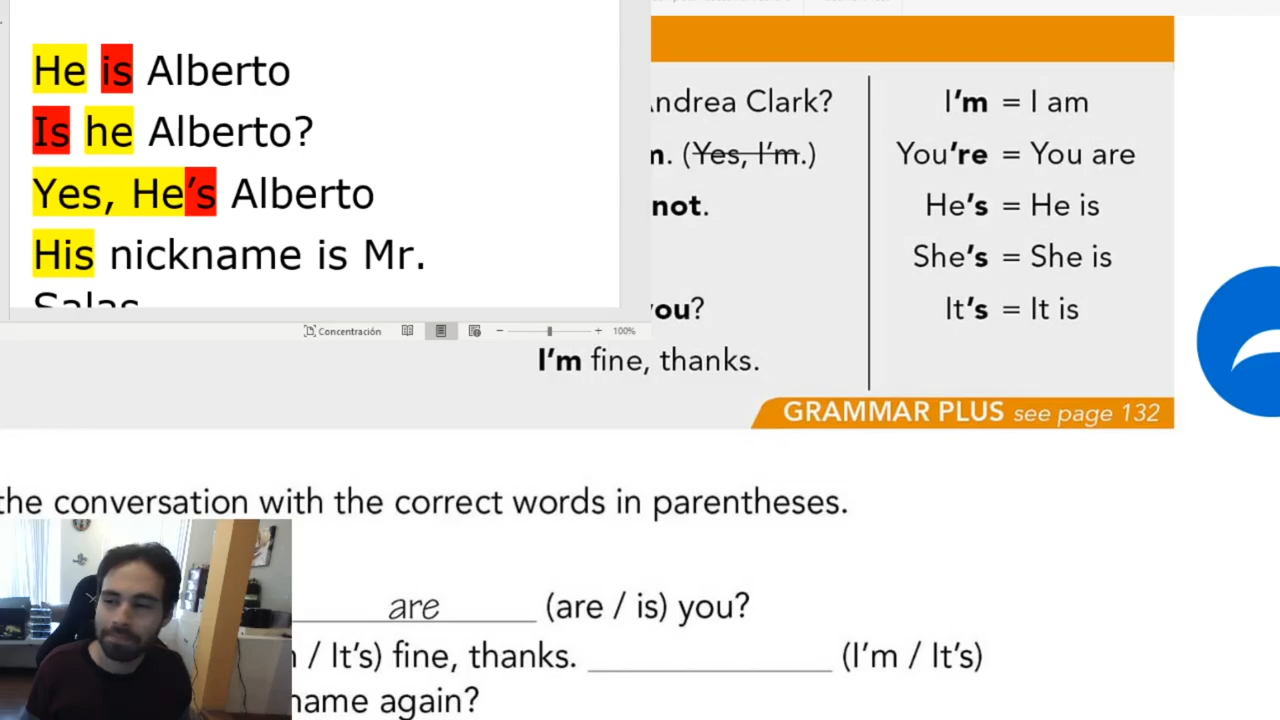 He is Alberto
Is he Alberto?
Yes, He's Alberto
His nickname is Mr.
Salas
Concentración
100%
Andrea Clark?
m. (Yes, I'm.)
not.
you?
I'm fine, thanks.
I'm = I am
You're = You are
He's = He is
She's = She is
It's = It is
GRAMMAR PLUS see page 132
the conversation with the correct words in parentheses.
are (are / is) you?
/ It's) fine, thanks. (I'm / It's)
name again?